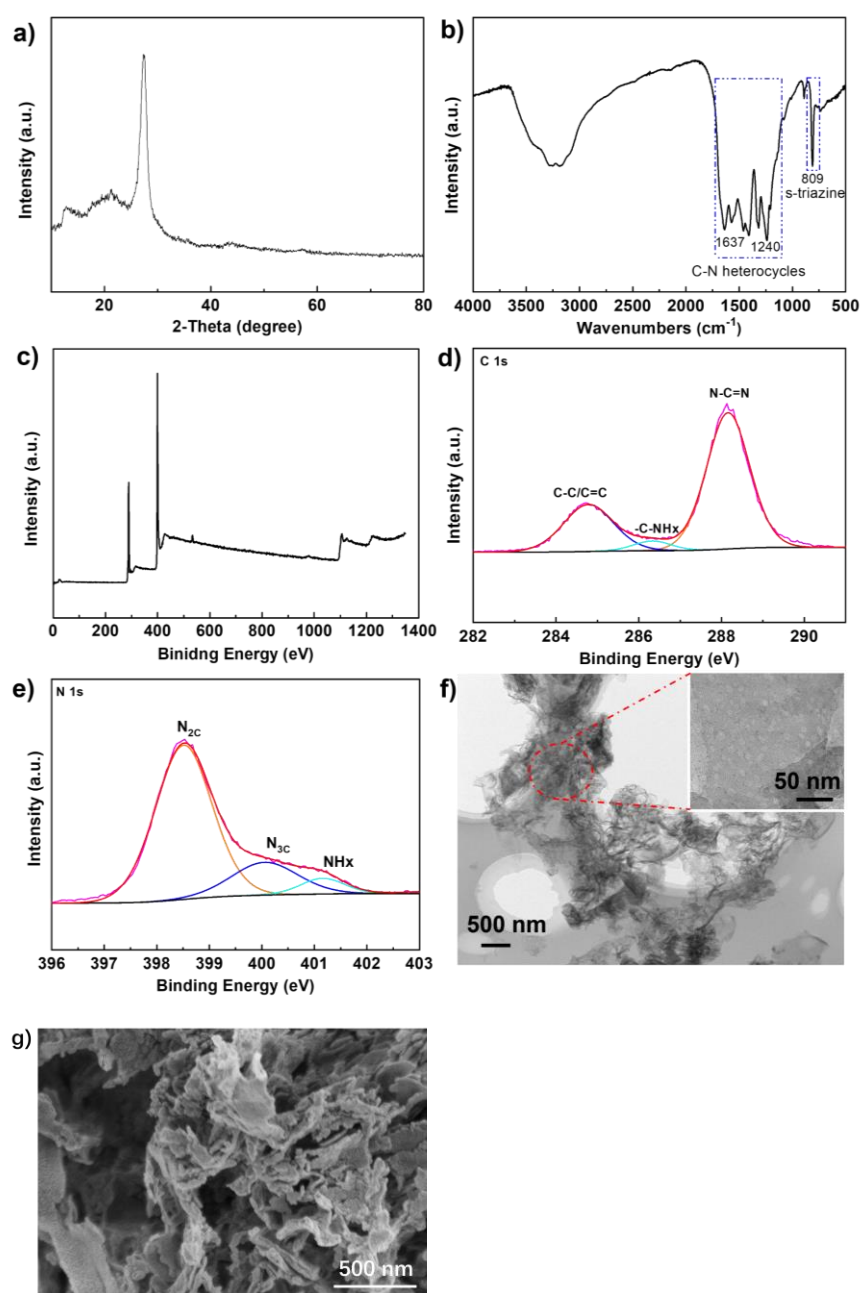 a)
Intensity (a.u.)
20 40 60 80
2-Theta (degree)
b)
Intensity (a.u.)
1637
1240
809
s-triazine
C-N heterocycles
4000 3500 3000 2500 2000 1500 1000 500
Wavenumbers (cm⁻¹)
c)
Intensity (a.u.)
0 200 400 600 800 1000 1200 1400
Binidng Energy (eV)
d)
C 1s
Intensity (a.u.)
N-C=N
C-C/C=C
-C-NHx
282 284 286 288 290
Binding Energy (eV)
e)
N 1s
Intensity (a.u.)
N₂C
N₃C
NHx
396 397 398 399 400 401 402 403
Binding Energy (eV)
f)
50 nm
500 nm
g)
500 nm